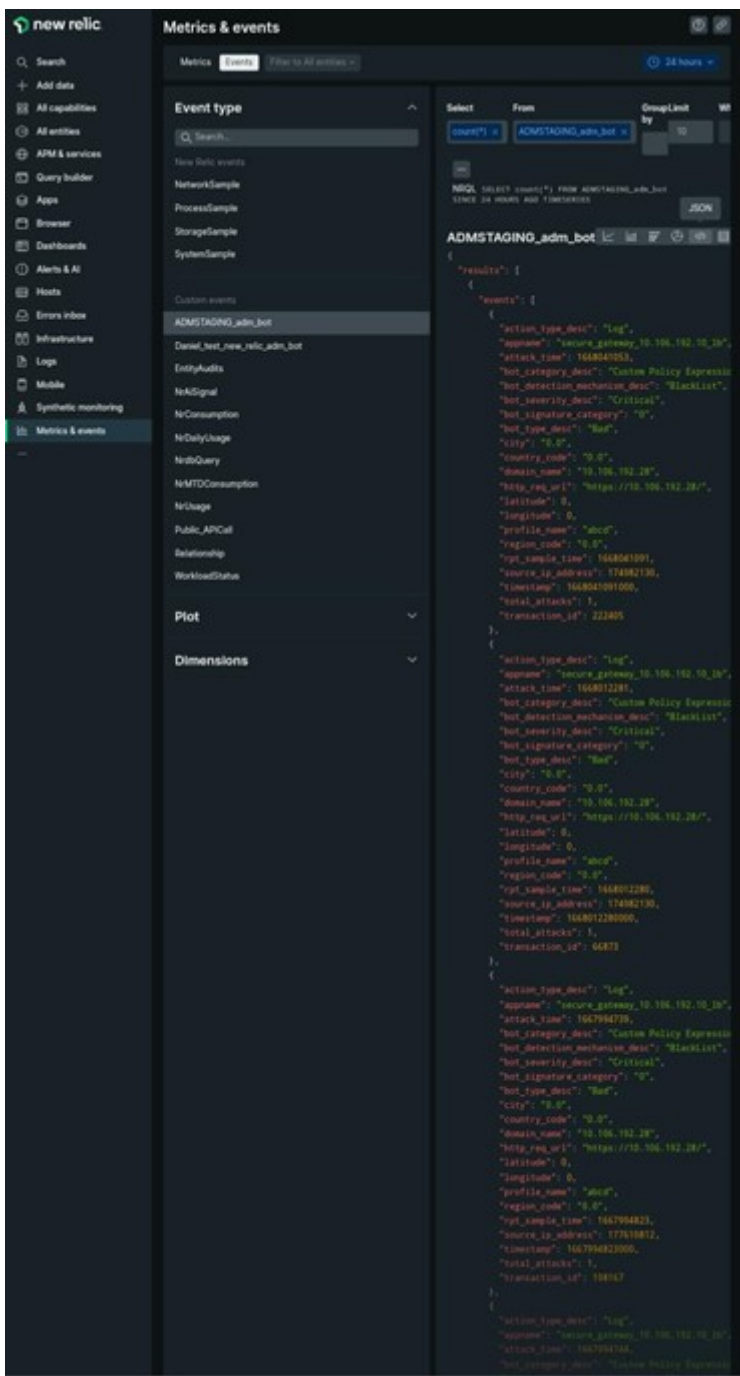 new relic
Search
Add data
All capabilities
All entities
APM & services
Query builder
Apps
Browser
Dashboards
Alerts & AI
Hosts
Errors inbox
Infrastructure
Logs
Mobile
Synthetic monitoring
Metrics & events
Metrics & events
Metrics Events Filter to All entities
24 hours
Event type
Search...
New Relic events
NetworkSample
ProcessSample
StorageSample
SystemSample
Custom events
ADMSTAGING_adm_bot
Daniel_test_new_relic_adm_bot
EntityAudits
NrAiSignal
NrConsumption
NrDailyUsage
NrdbQuery
NrMTDConsumption
NrUsage
Public_APICall
Relationship
WorkloadStatus
Plot
Dimensions
Select From Group by Limit
count(*) × ADMSTAGING_adm_bot × 10
NRQL SELECT count(*) FROM ADMSTAGING_adm_bot
SINCE 24 HOURS AGO TIMESERIES
JSON
ADMSTAGING_adm_bot
{
"results": [
{
"events": [
{
"action_type_desc": "Log",
"appname": "secure_gateway_10.106.192.10_lb",
"attack_time": 1668041053,
"bot_category_desc": "Custom Policy Expressio
"bot_detection_mechanism_desc": "BlackList",
"bot_severity_desc": "Critical",
"bot_signature_category": "0",
"bot_type_desc": "Bad",
"city": "0.0",
"country_code": "0.0",
"domain_name": "10.106.192.28",
"http_req_url": "https://10.106.192.28/",
"latitude": 0,
"longitude": 0,
"profile_name": "abcd",
"region_code": "0.0",
"rpt_sample_time": 1668041091,
"source_ip_address": 174982130,
"timestamp": 1668041091000,
"total_attacks": 1,
"transaction_id": 222405
},
{
"action_type_desc": "Log",
"appname": "secure_gateway_10.106.192.10_lb",
"attack_time": 1668012281,
"bot_category_desc": "Custom Policy Expressio
"bot_detection_mechanism_desc": "BlackList",
"bot_severity_desc": "Critical",
"bot_signature_category": "0",
"bot_type_desc": "Bad",
"city": "0.0",
"country_code": "0.0",
"domain_name": "10.106.192.28",
"http_req_url": "https://10.106.192.28/",
"latitude": 0,
"longitude": 0,
"profile_name": "abcd",
"region_code": "0.0",
"rpt_sample_time": 1668012280,
"source_ip_address": 174982130,
"timestamp": 1668012280000,
"total_attacks": 1,
"transaction_id": 66873
},
{
"action_type_desc": "Log",
"appname": "secure_gateway_10.106.192.10_lb",
"attack_time": 1667994739,
"bot_category_desc": "Custom Policy Expressio
"bot_detection_mechanism_desc": "BlackList",
"bot_severity_desc": "Critical",
"bot_signature_category": "0",
"bot_type_desc": "Bad",
"city": "0.0",
"country_code": "0.0",
"domain_name": "10.106.192.28",
"http_req_url": "https://10.106.192.28/",
"latitude": 0,
"longitude": 0,
"profile_name": "abcd",
"region_code": "0.0",
"rpt_sample_time": 1667994823,
"source_ip_address": 177610812,
"timestamp": 1667994823000,
"total_attacks": 1,
"transaction_id": 108167
},
{
"action_type_desc": "Log",
"appname": "secure_gateway_10.106.192.10_lb",
"attack_time":
"bot_category_desc": "Custom Policy Expressio